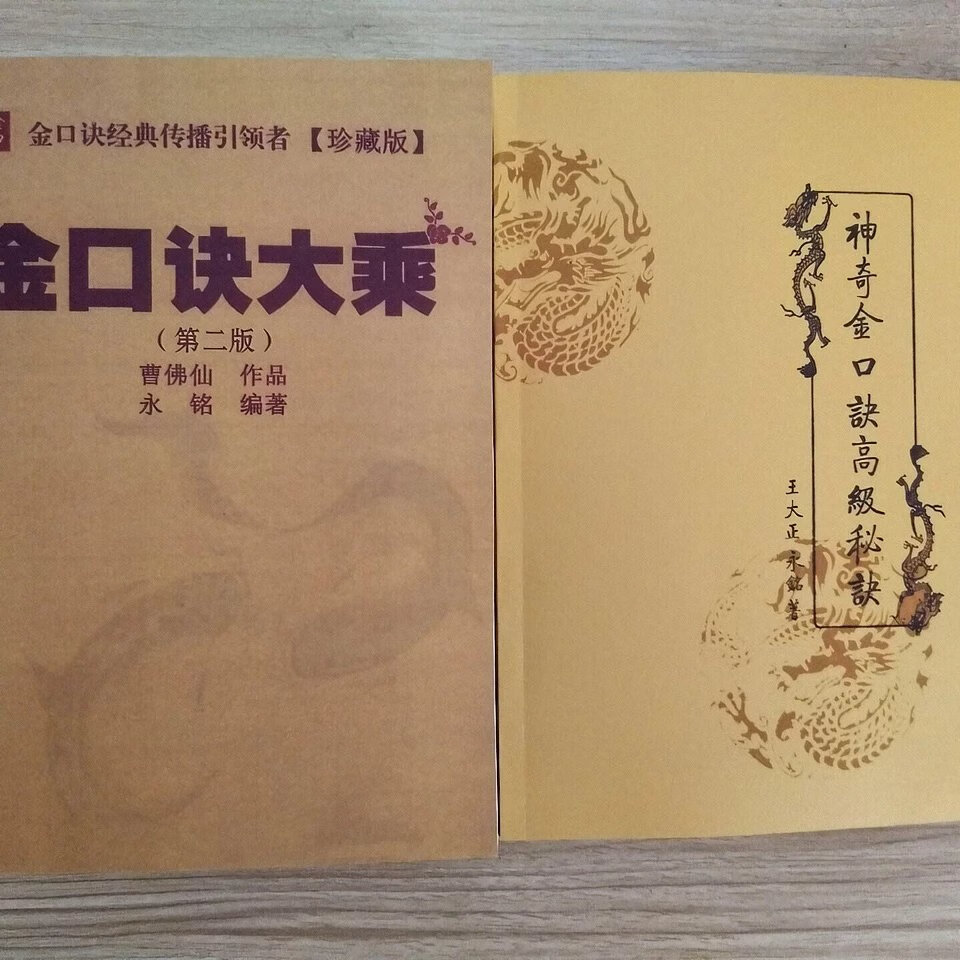 金口诀经典传播引领者【珍藏版】
金口诀大乘
（第二版）
曹佛仙 作品
永 铭 编著
神奇金口訣高級秘訣
王大正 永銘著